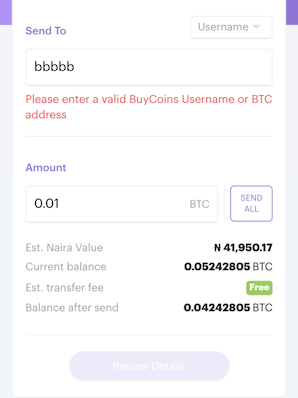 Send To
Username
bbbbb
Please enter a valid BuyCoins Username or BTC
address
Amount
0.01 BTC
SEND
ALL
Est. Naira Value ₦ 41,950.17
Current balance 0.05242805 BTC
Est. transfer fee Free
Balance after send 0.04242805 BTC
Review Details